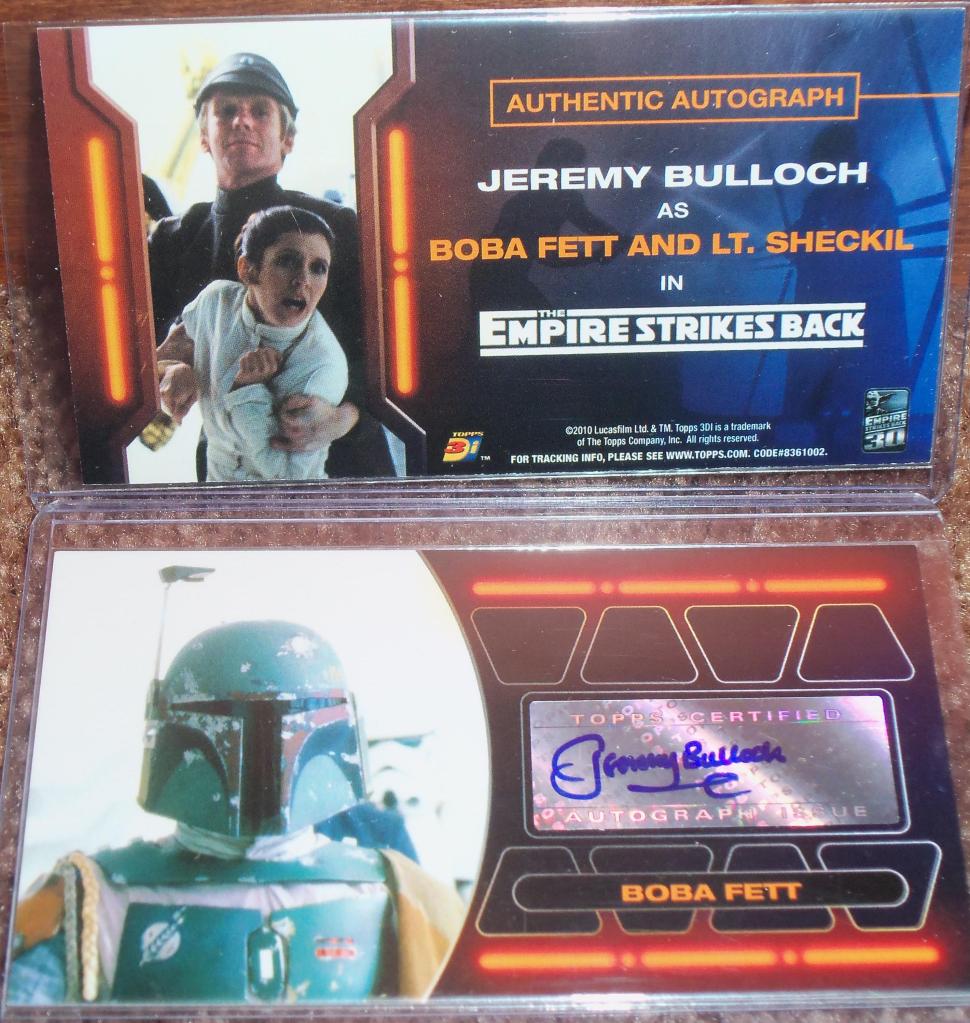 AUTHENTIC AUTOGRAPH
JEREMY BULLOCH
AS
BOBA FETT AND LT. SHECKIL
IN
THE
EMPIRE STRIKES BACK
TOPPS
3Di™
©2010 Lucasfilm Ltd. & TM. Topps 3DI is a trademark
of The Topps Company, Inc. All rights reserved.
FOR TRACKING INFO, PLEASE SEE WWW.TOPPS.COM. CODE#8361002.
EMPIRE
STRIKES BACK
30
TOPPS CERTIFIED
Jeremy Bulloch
AUTOGRAPH ISSUE
BOBA FETT